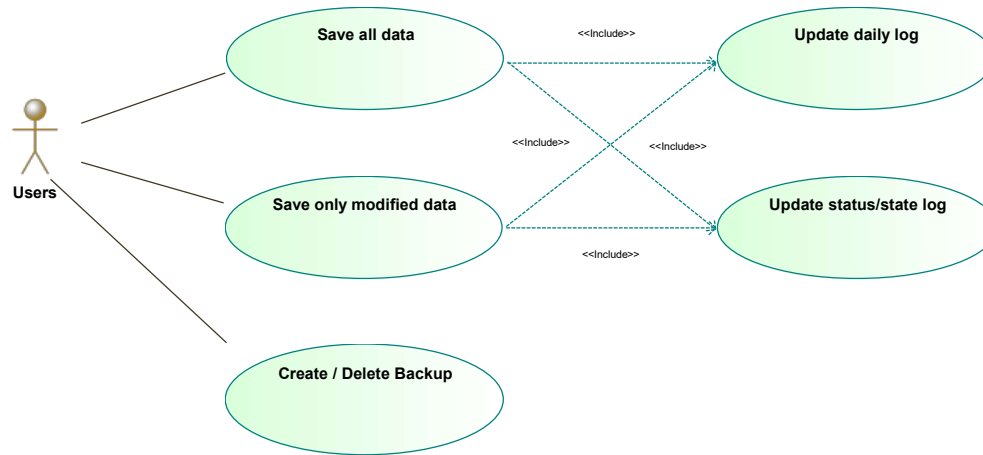 Save all data
<<Include>>
Update daily log
Users
<<Include>>
<<Include>>
Save only modified data
Update status/state log
<<Include>>
Create / Delete Backup